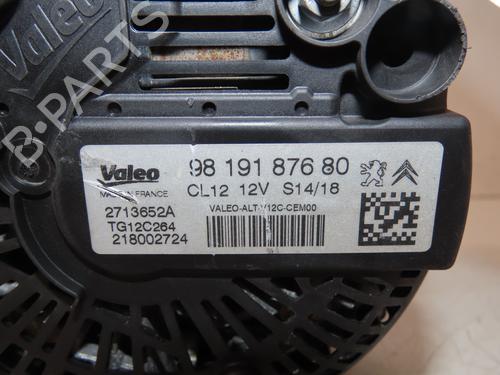 Valeo
B-PARTS
Valeo 98 191 876 80
MADE IN FRANCE CL12 12V S14/18
2713652A VALEO-ALT-V12C-CEM00
TG12C264
218002724